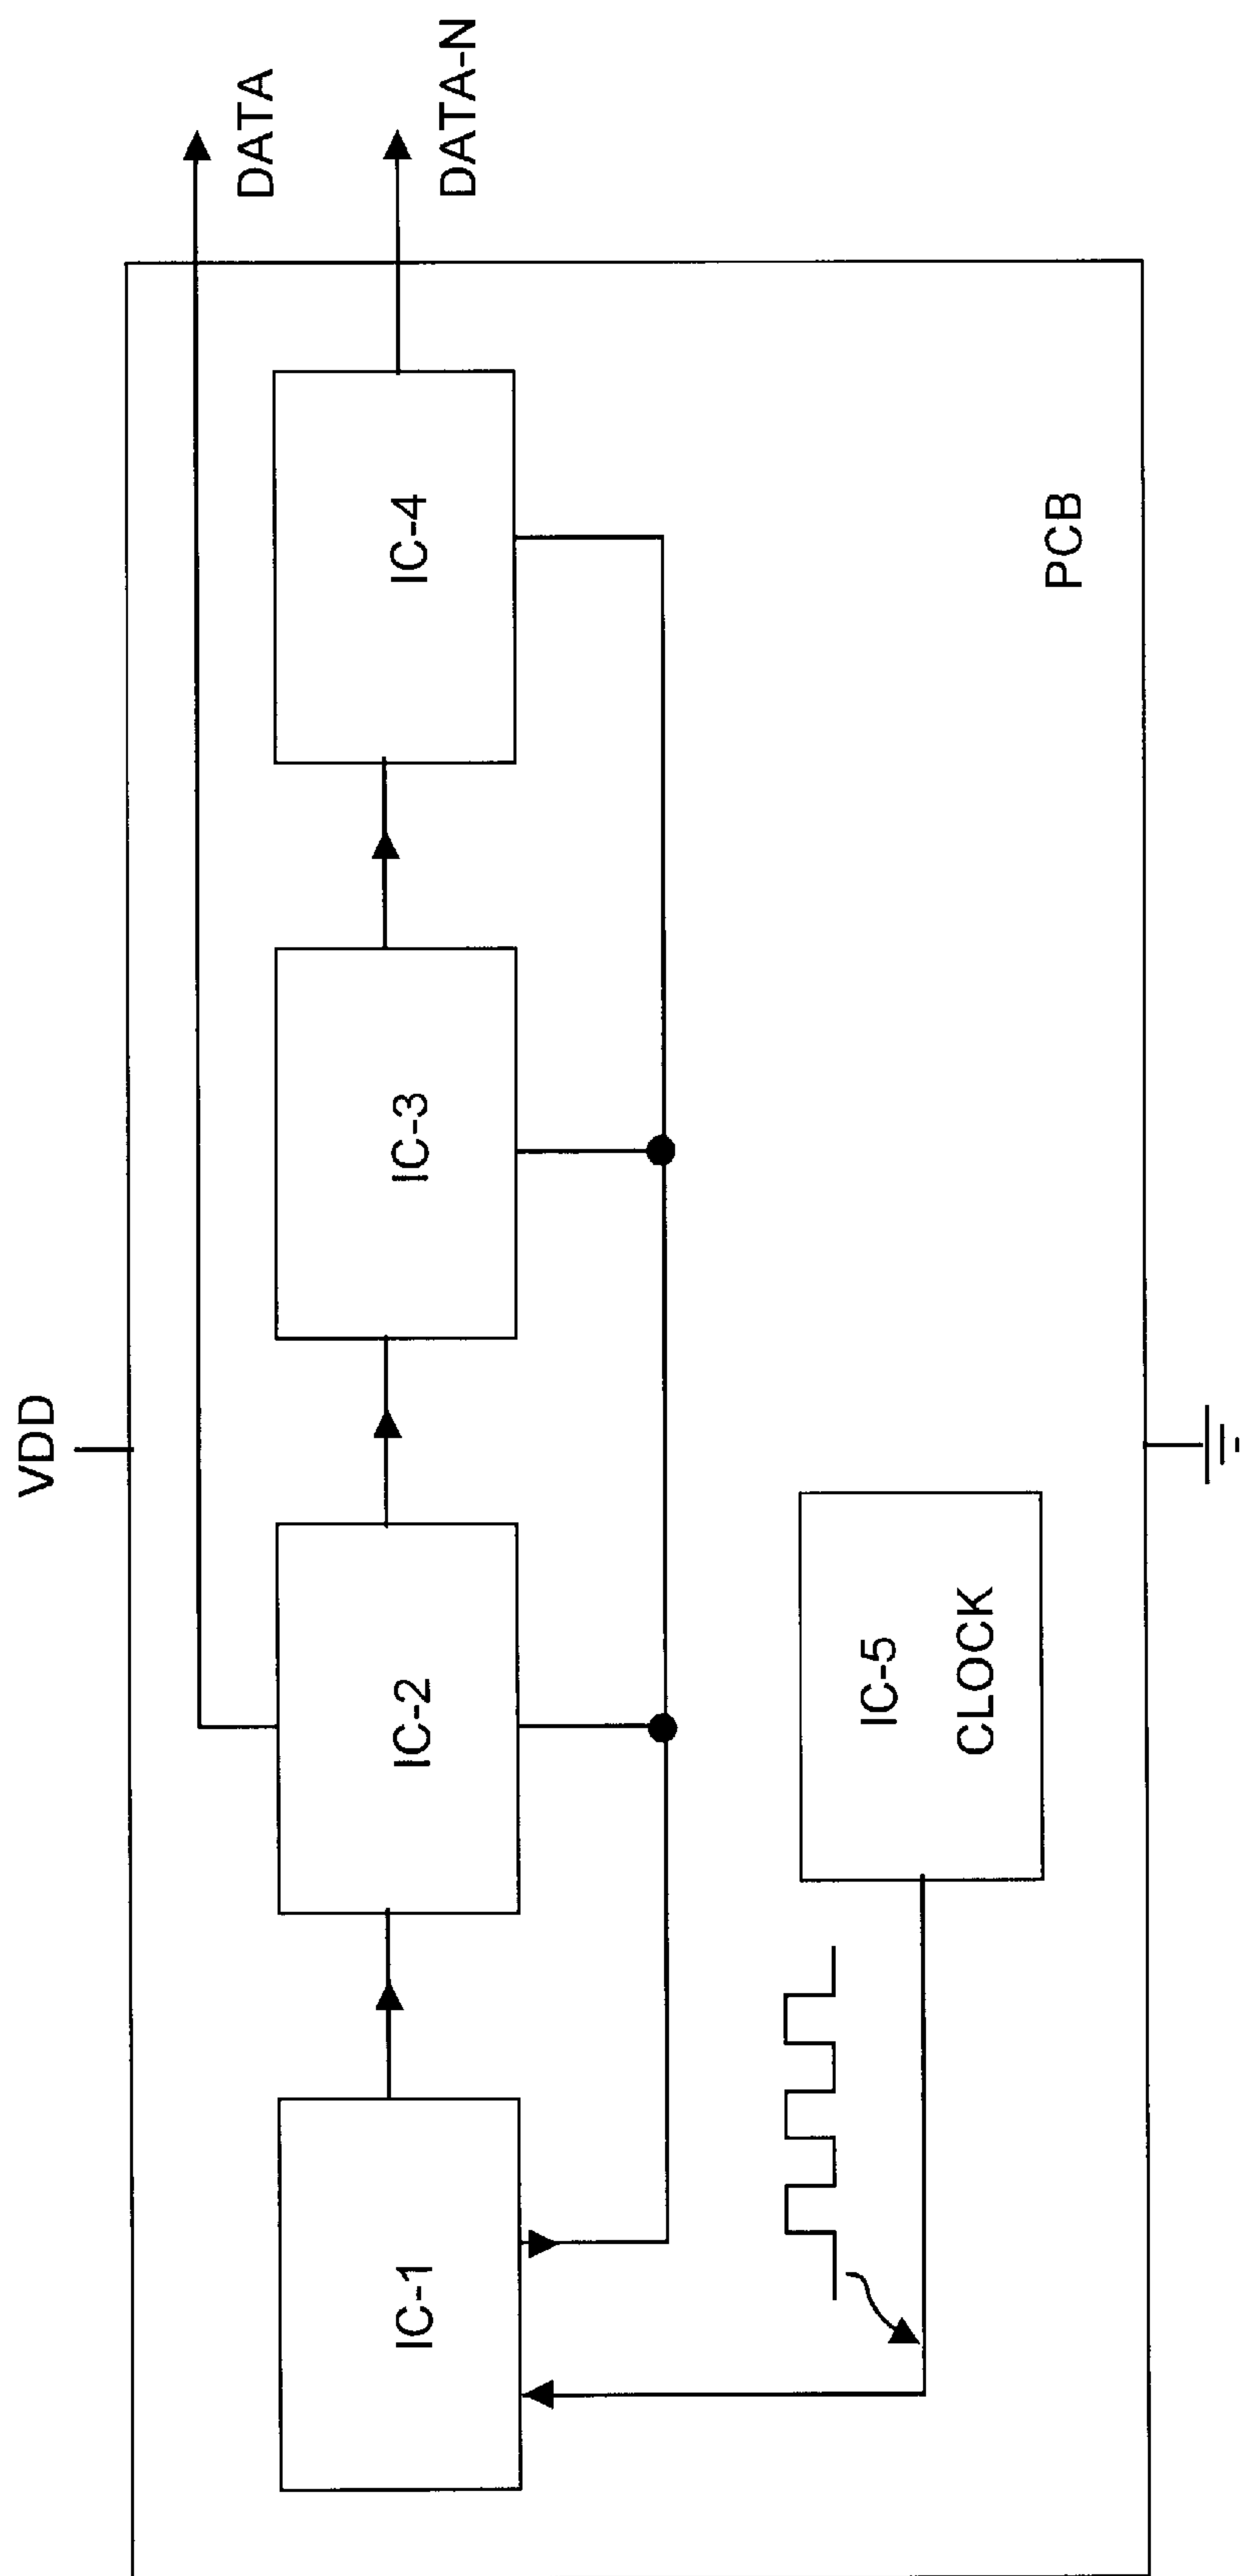 VDD
DATA
DATA-N
IC-1
IC-2
IC-3
IC-4
IC-5
CLOCK
PCB